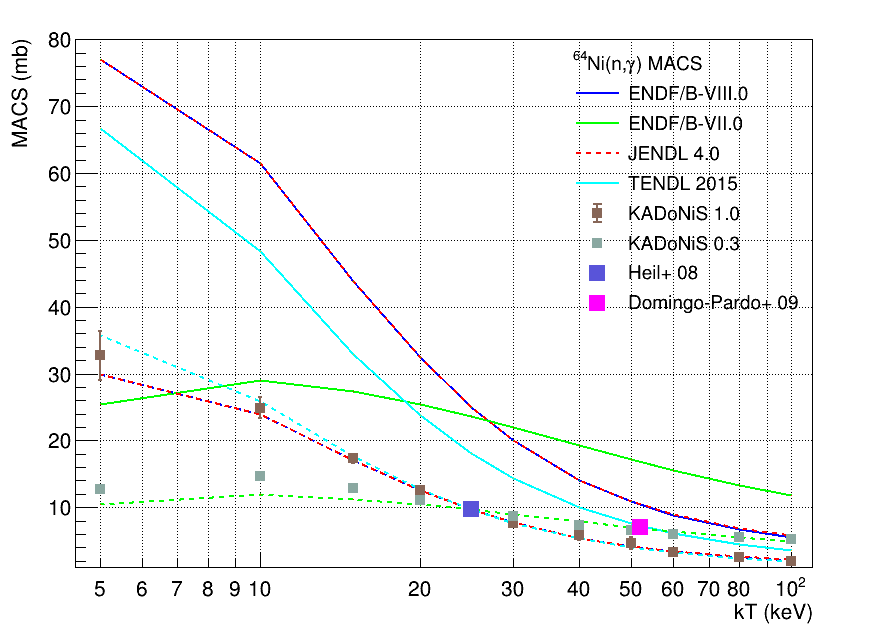 MACS (mb)
80
70
60
50
40
30
20
10
⁶⁴Ni(n,γ) MACS
ENDF/B-VIII.0
ENDF/B-VII.0
JENDL 4.0
TENDL 2015
KADoNiS 1.0
KADoNiS 0.3
Heil+ 08
Domingo-Pardo+ 09
5 6 7 8 9 10 20 30 40 50 60 70 80 10²
kT (keV)